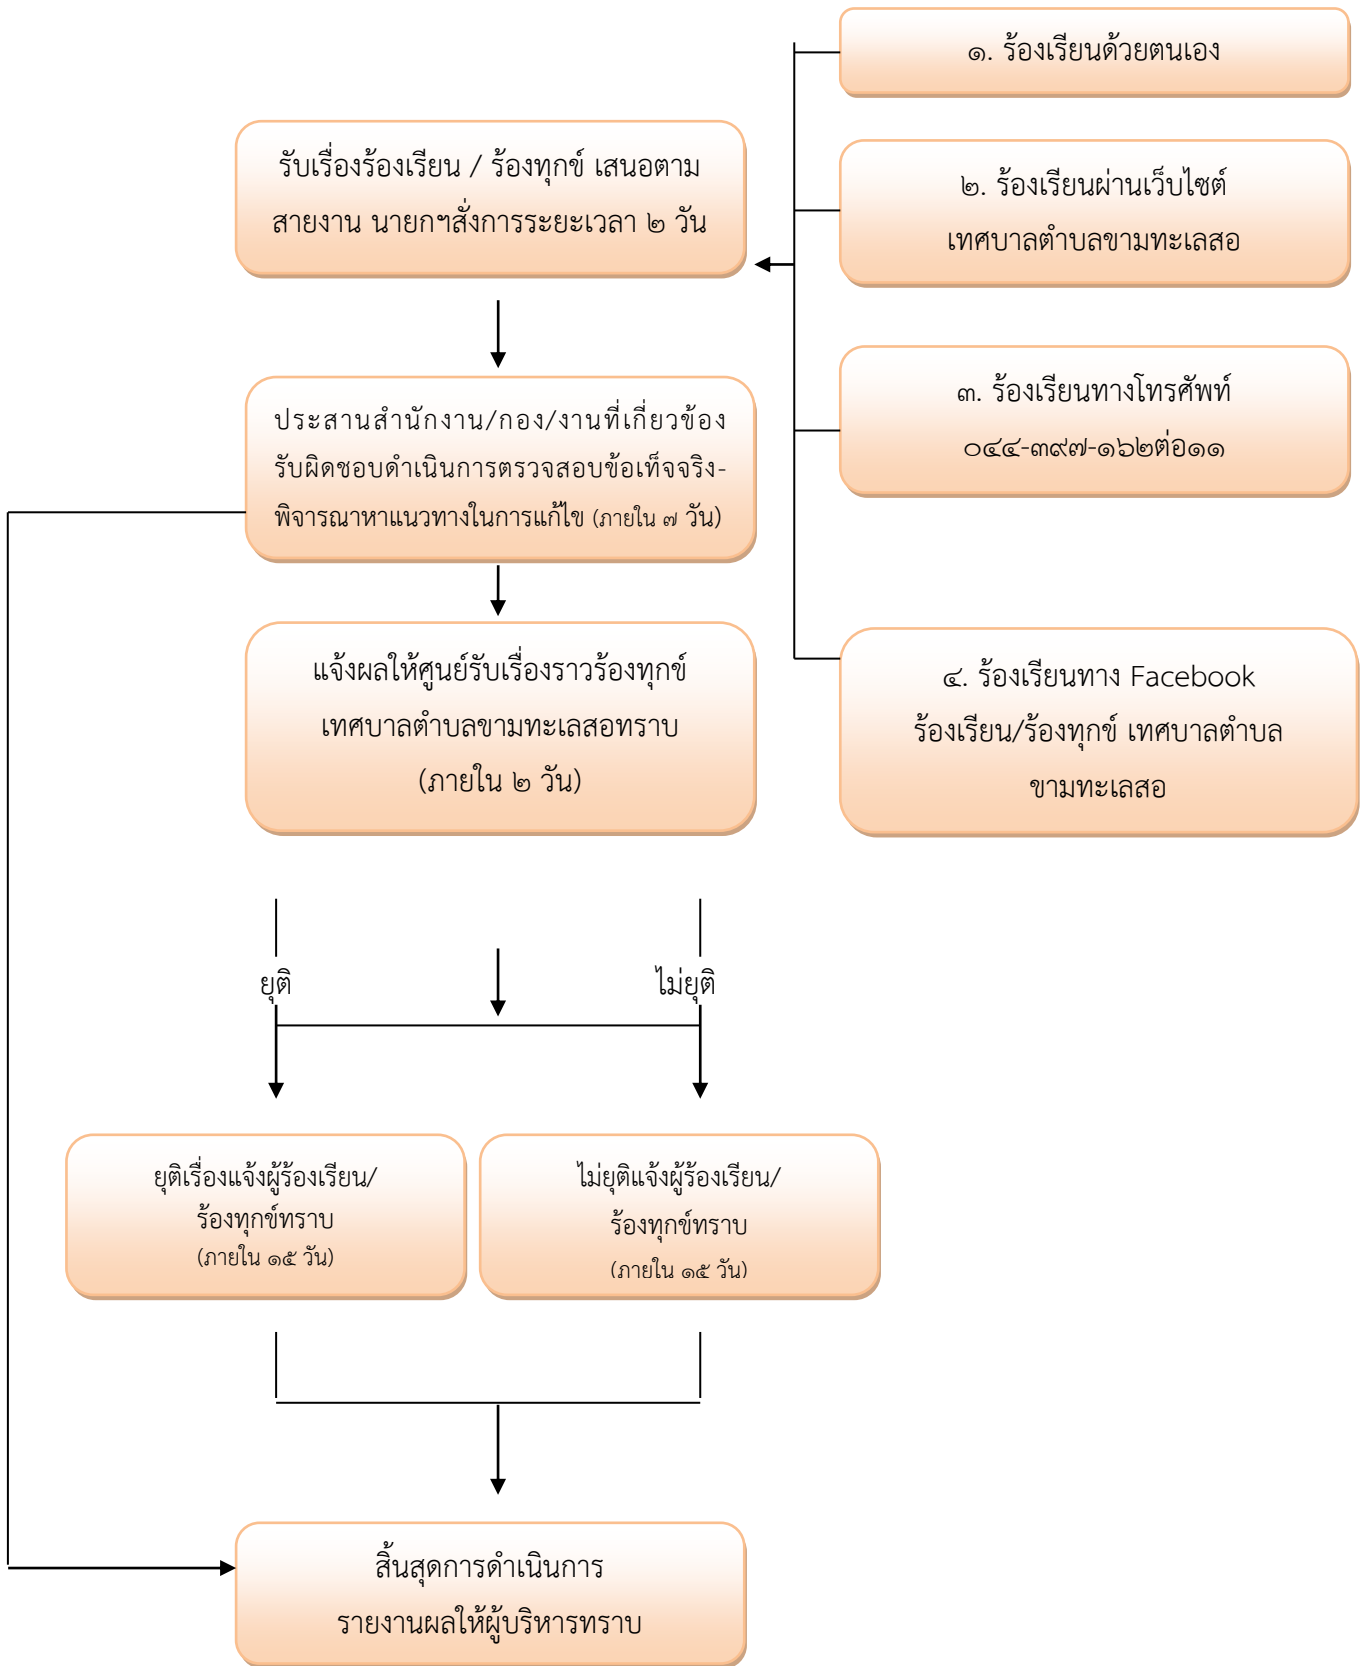 ๑. ร้องเรียนด้วยตนเอง
รับเรื่องร้องเรียน / ร้องทุกข์ เสนอตาม
สายงาน นายกฯสั่งการระยะเวลา ๒ วัน
๒. ร้องเรียนผ่านเว็บไซต์
เทศบาลตำบลขามทะเลสอ
๓. ร้องเรียนทางโทรศัพท์
๐๔๔-๓๙๗-๑๖๒ต่อ๑๑
ประสานสำนักงาน/กอง/งานที่เกี่ยวข้อง
รับผิดชอบดำเนินการตรวจสอบข้อเท็จจริง-
พิจารณาหาแนวทางในการแก้ไข (ภายใน ๗ วัน)
แจ้งผลให้ศูนย์รับเรื่องราวร้องทุกข์
เทศบาลตำบลขามทะเลสอทราบ
(ภายใน ๒ วัน)
๔. ร้องเรียนทาง Facebook
ร้องเรียน/ร้องทุกข์ เทศบาลตำบล
ขามทะเลสอ
ยุติ
ไม่ยุติ
ยุติเรื่องแจ้งผู้ร้องเรียน/
ร้องทุกข์ทราบ
(ภายใน ๑๕ วัน)
ไม่ยุติแจ้งผู้ร้องเรียน/
ร้องทุกข์ทราบ
(ภายใน ๑๕ วัน)
สิ้นสุดการดำเนินการ
รายงานผลให้ผู้บริหารทราบ